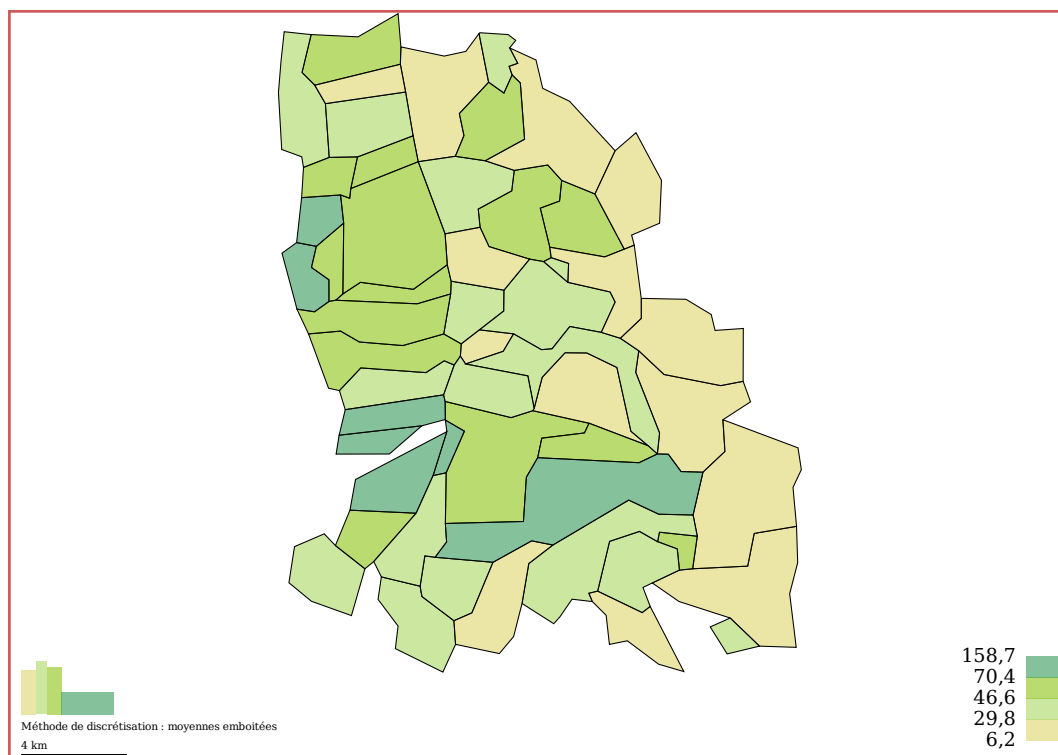 158,7
70,4
46,6
29,8
6,2
Méthode de discrétisation : moyennes emboitées
4 km